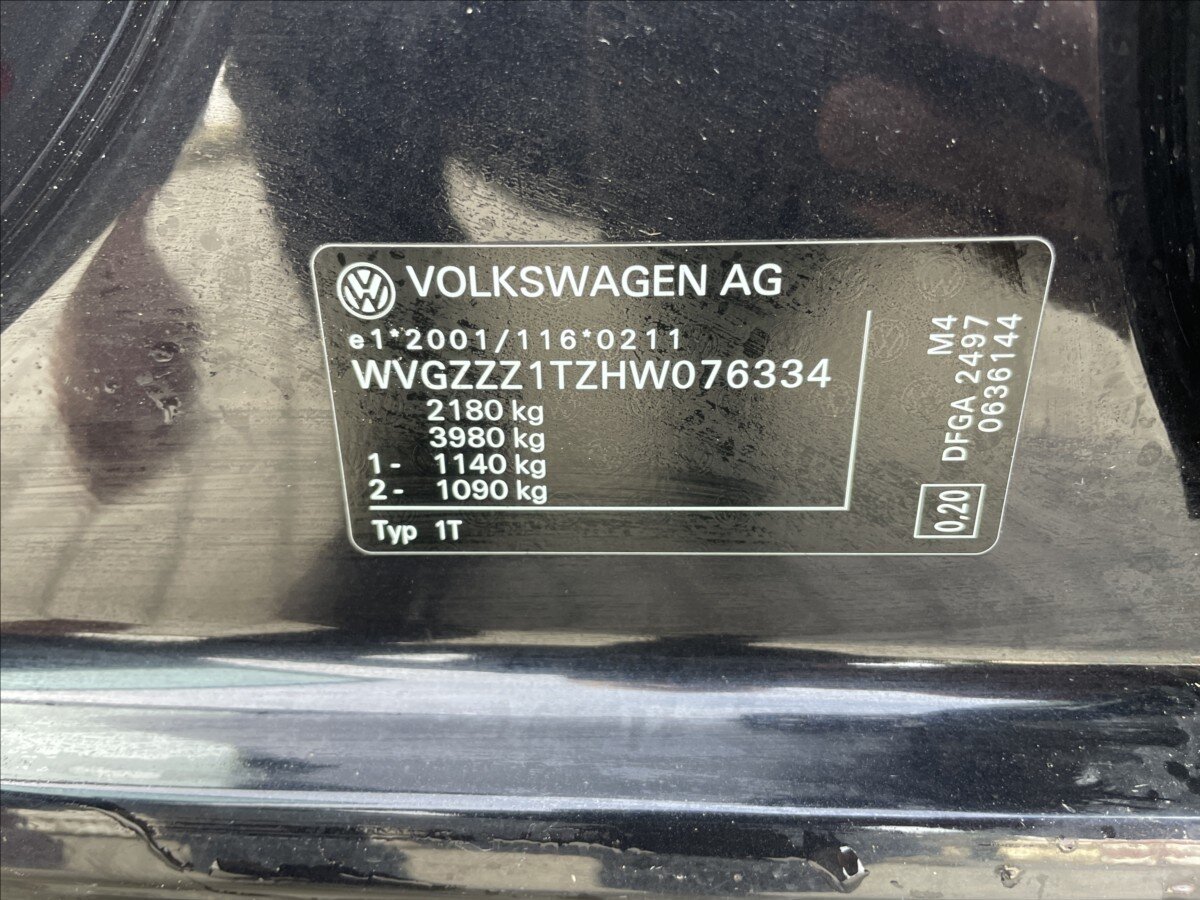 VOLKSWAGEN AG
e1*2001/116*0211
WVGZZZ1TZHW076334
2180 kg
3980 kg
1- 1140 kg
2- 1090 kg
Typ 1T
M4
DFGA 2497
0636144
0,20